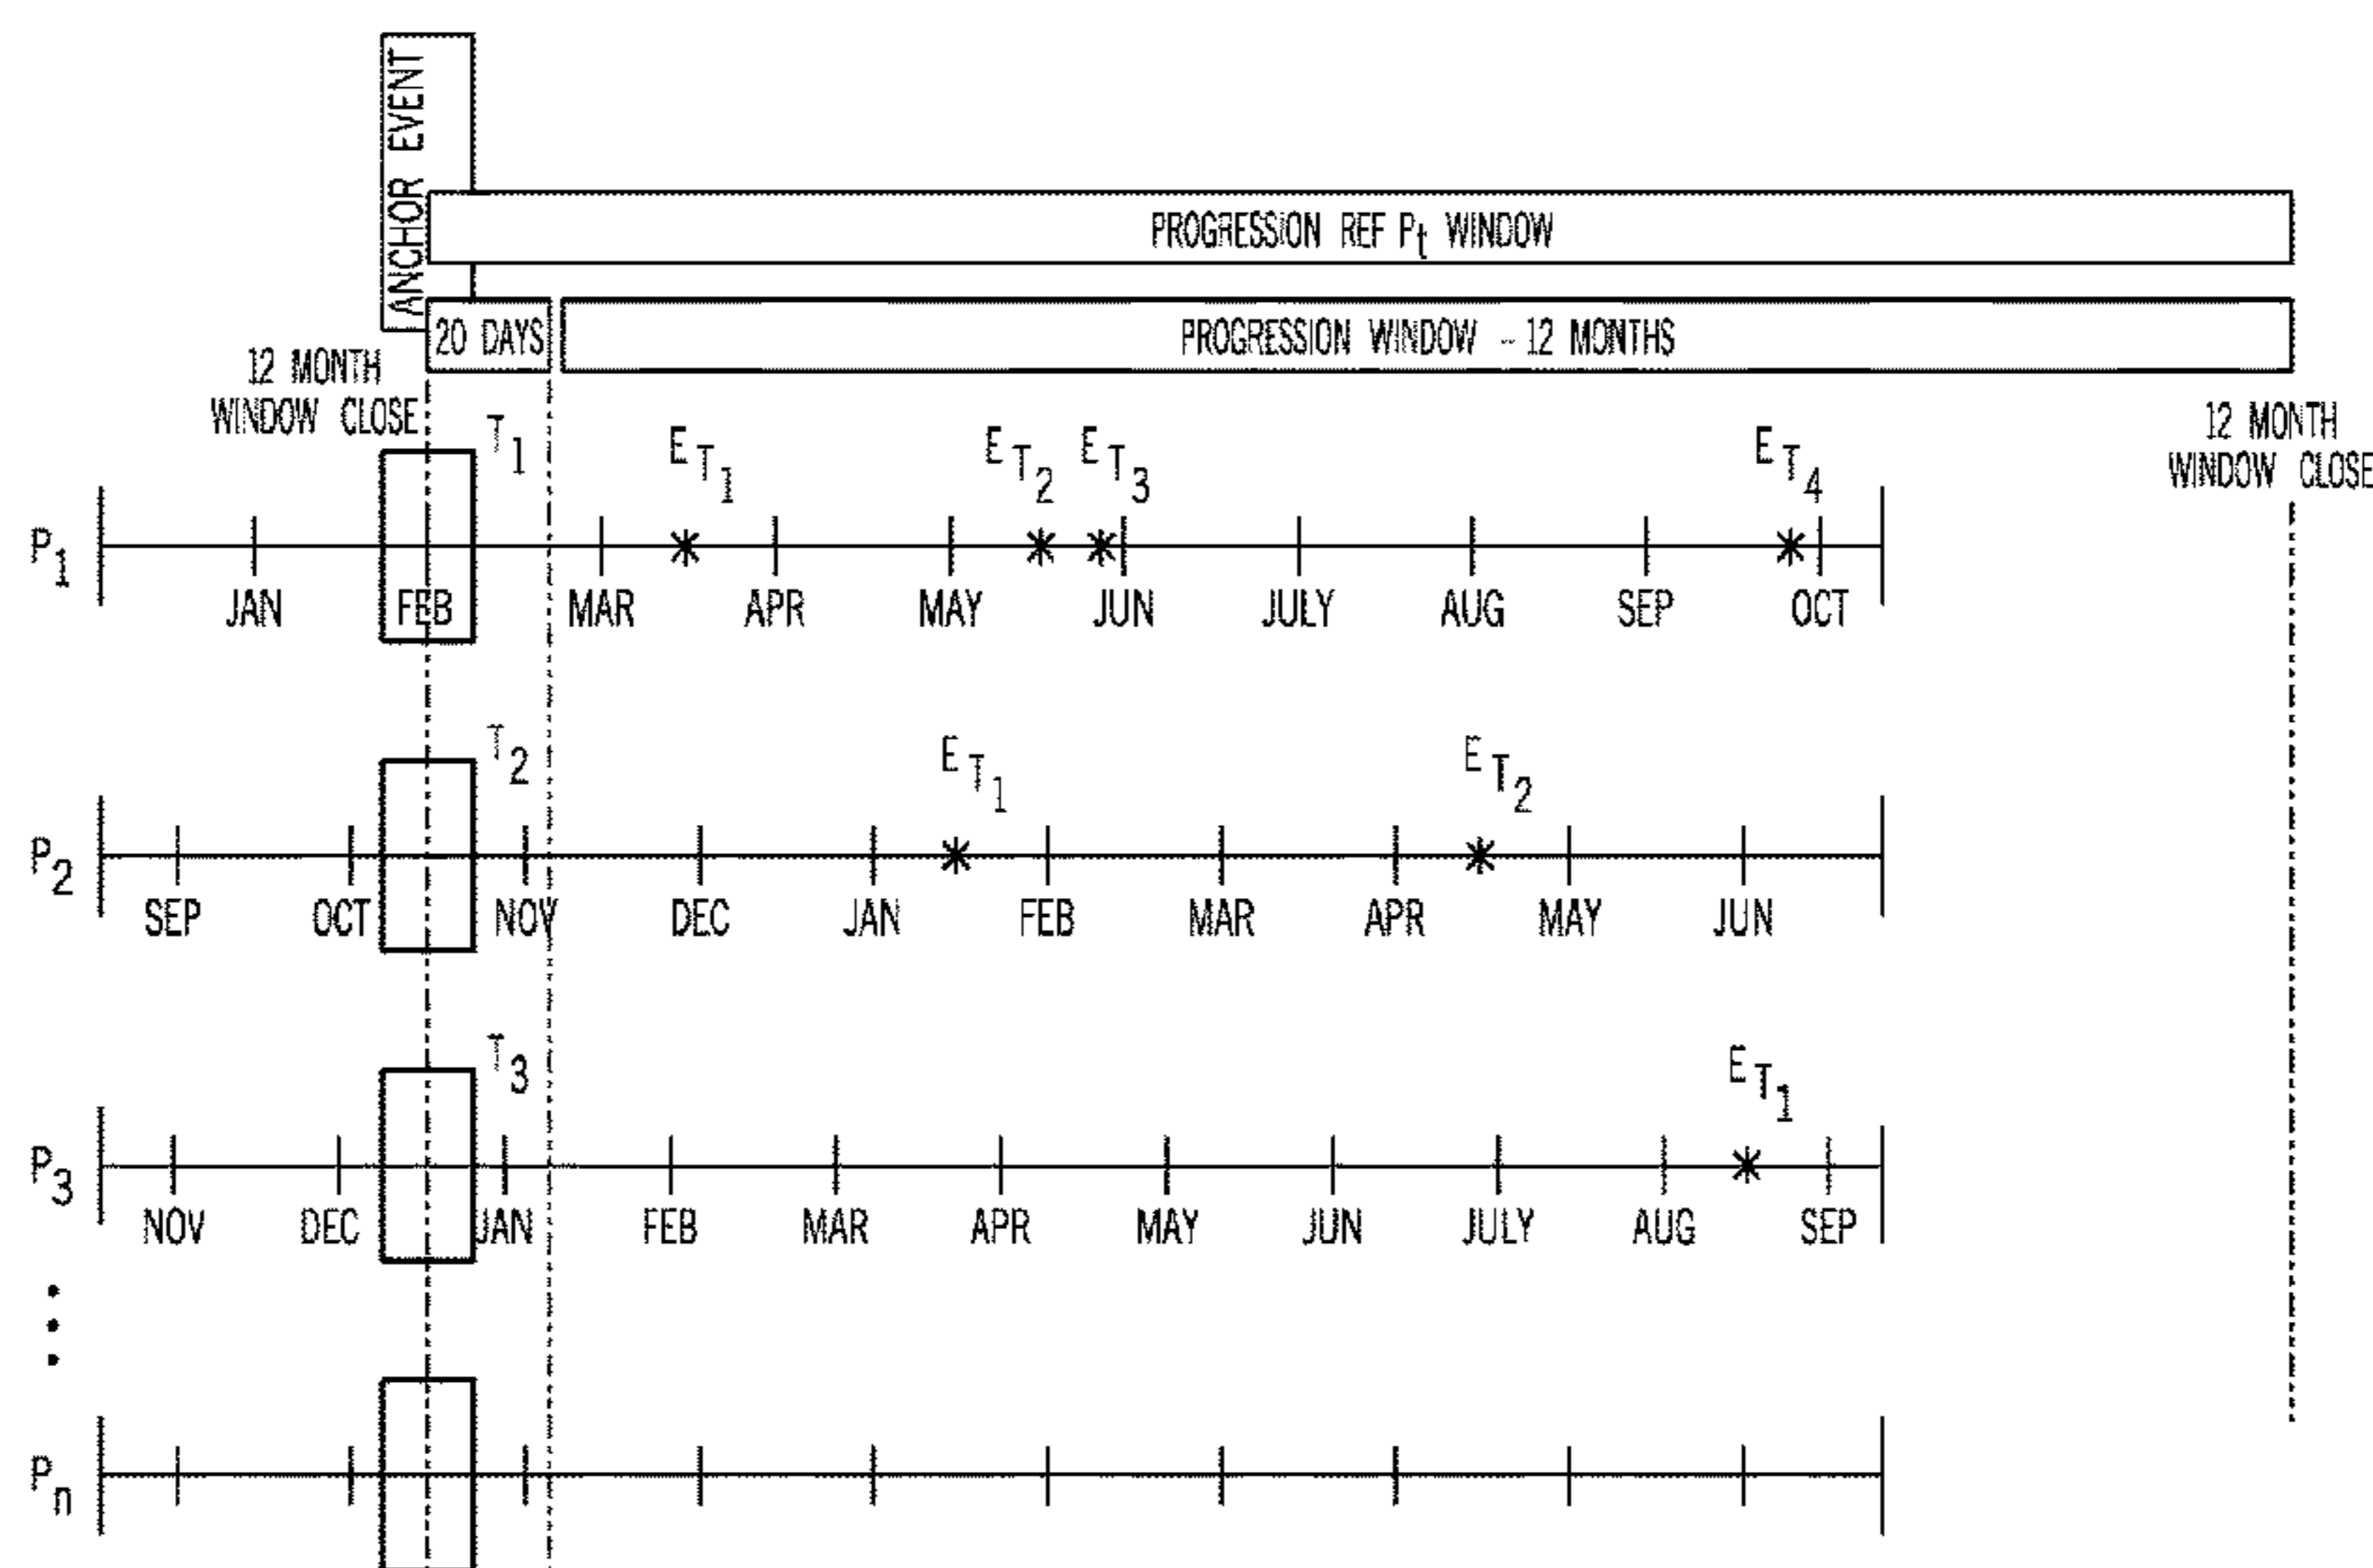 ANCHOR EVENT
PROGRESSION REF Pt WINDOW
20 DAYS
PROGRESSION WINDOW - 12 MONTHS
12 MONTH
WINDOW CLOSE
12 MONTH
WINDOW CLOSE
T1
ET1
ET2
ET3
ET4
P1
JAN FEB MAR APR MAY JUN JULY AUG SEP OCT
T2
ET1
ET2
P2
SEP OCT NOV DEC JAN FEB MAR APR MAY JUN
T3
ET1
P3
NOV DEC JAN FEB MAR APR MAY JUN JULY AUG SEP
Pn